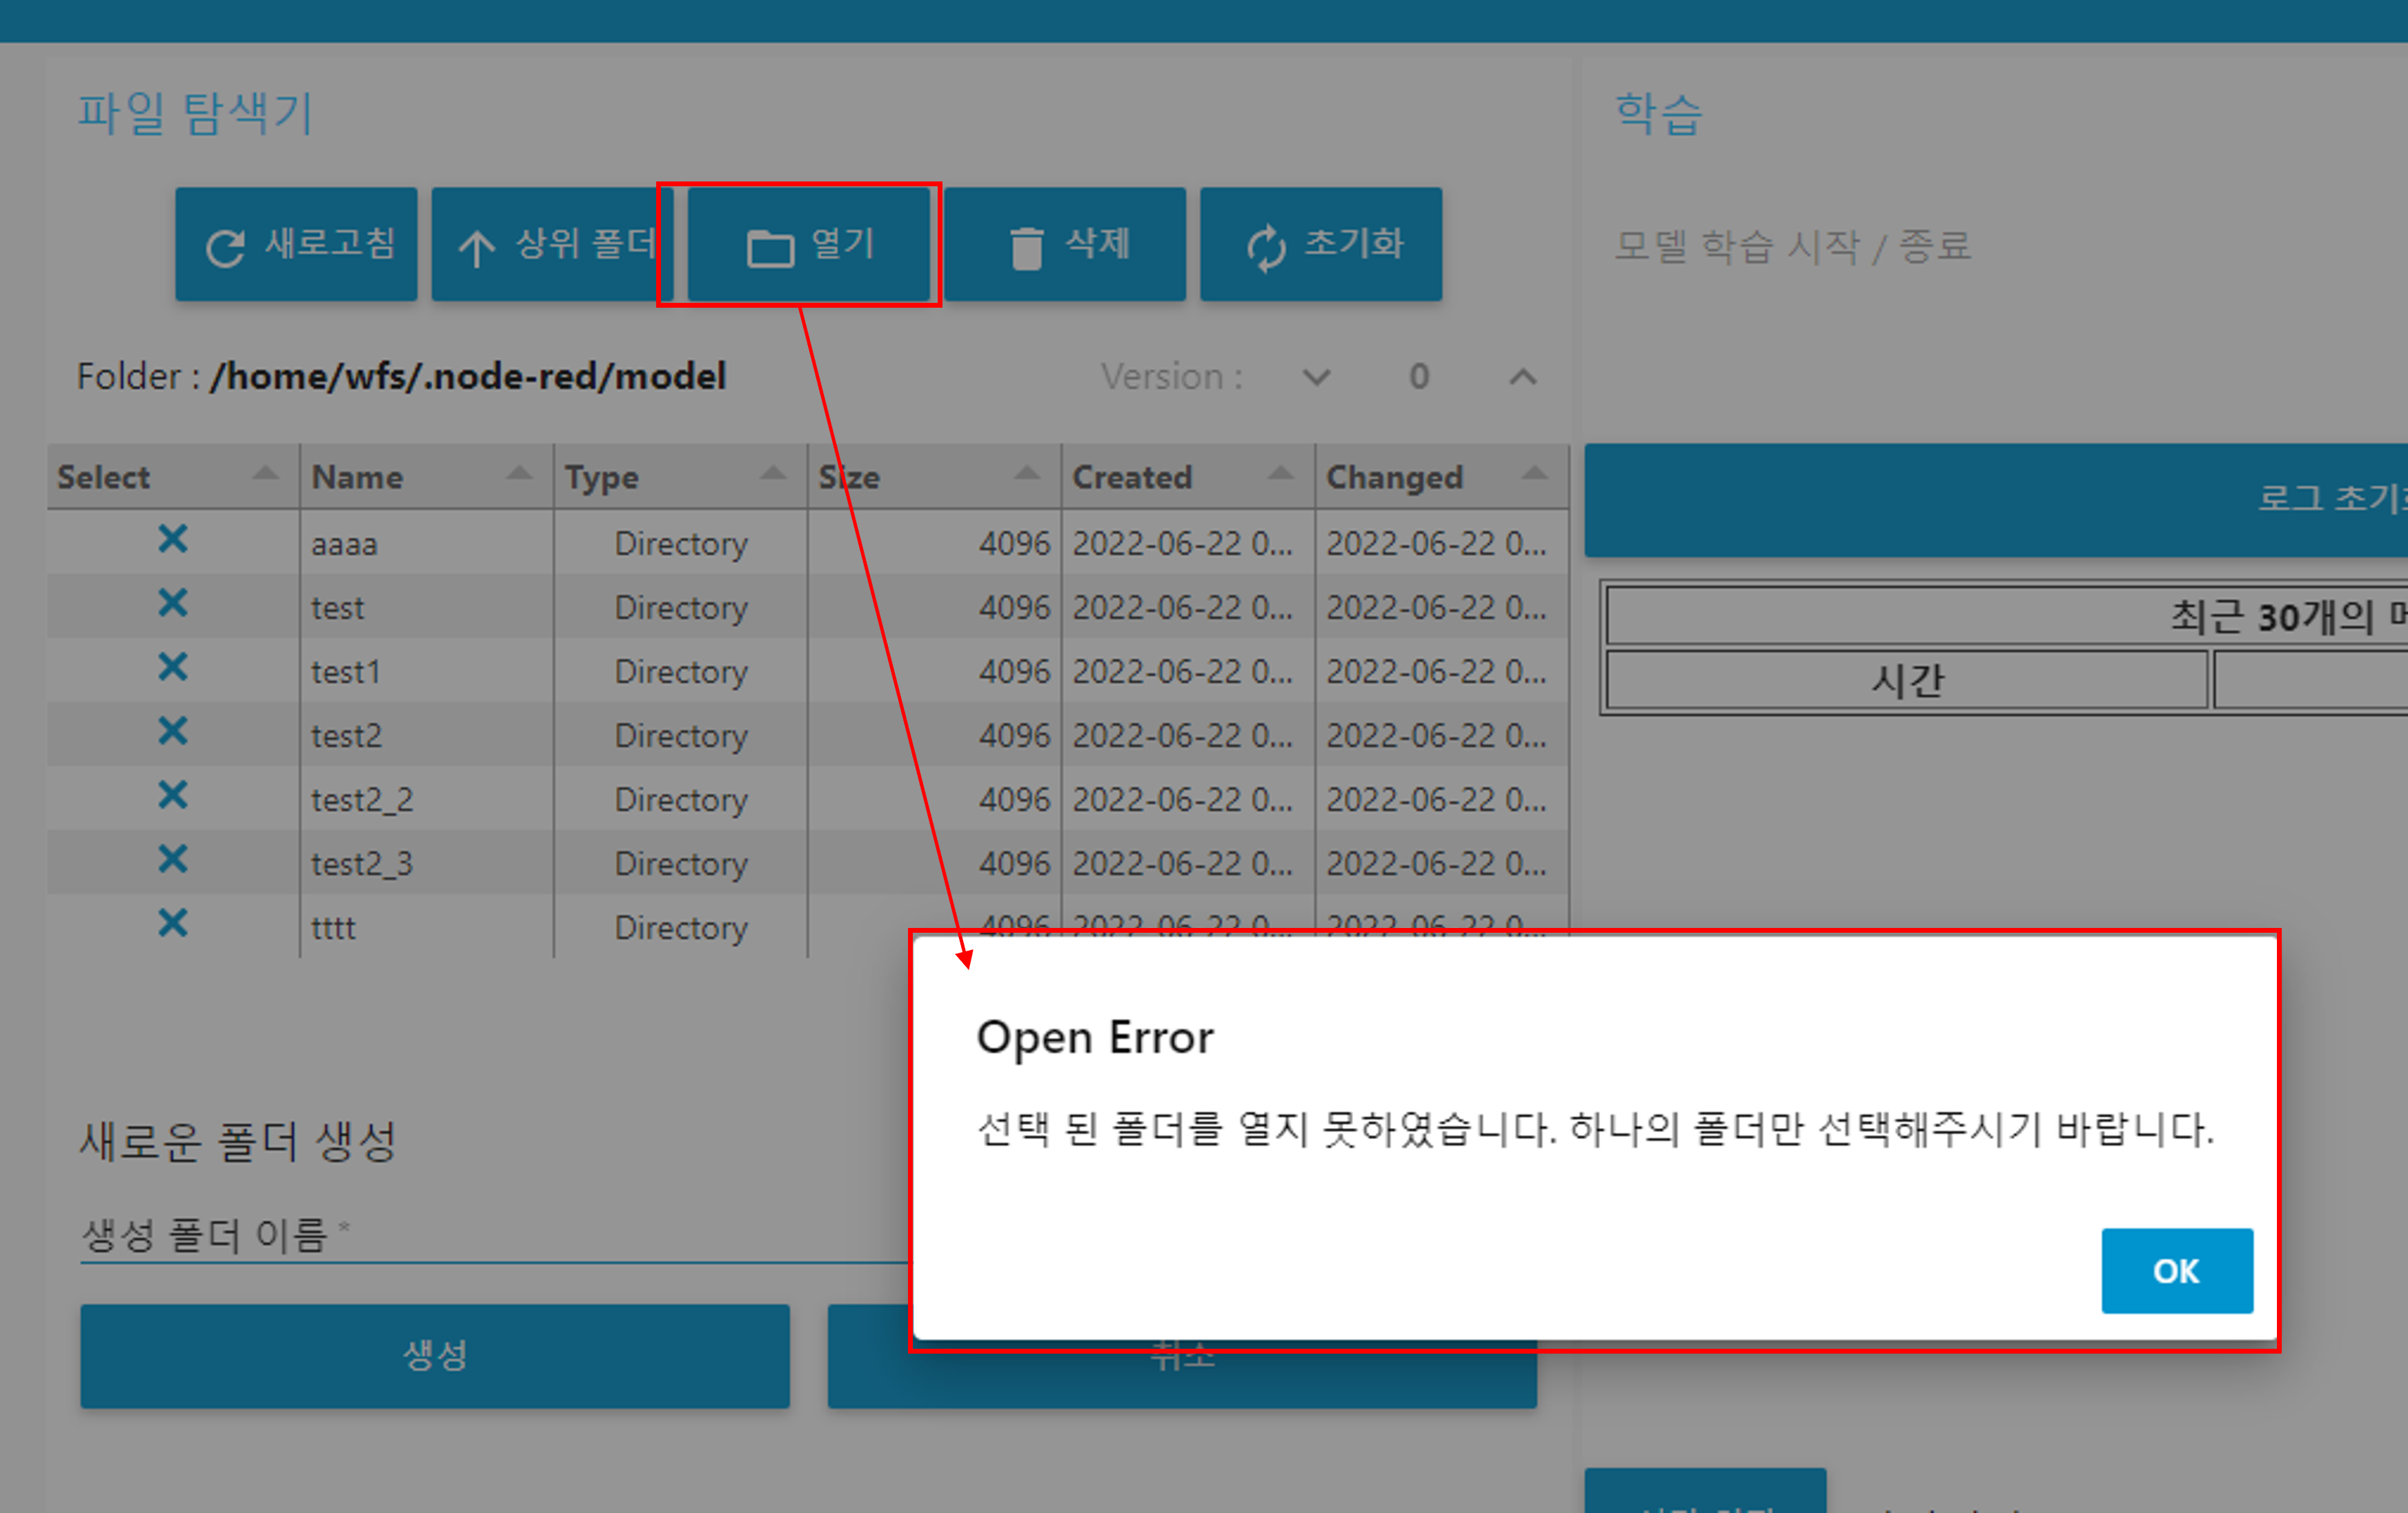 파일 탐색기
새로고침 상위 폴더 열기 삭제 초기화
Folder : /home/wfs/.node-red/model Version : 0
Select Name Type Size Created Changed
aaaa Directory 4096 2022-06-22 0... 2022-06-22 0...
test Directory 4096 2022-06-22 0... 2022-06-22 0...
test1 Directory 4096 2022-06-22 0... 2022-06-22 0...
test2 Directory 4096 2022-06-22 0... 2022-06-22 0...
test2_2 Directory 4096 2022-06-22 0... 2022-06-22 0...
test2_3 Directory 4096 2022-06-22 0... 2022-06-22 0...
tttt Directory 4096 2022-06-22 0... 2022-06-22 0...
새로운 폴더 생성
생성 폴더 이름 *
생성 취소
학습
모델 학습 시작 / 종료
로그 초기
최근 30개의
시간
Open Error
선택 된 폴더를 열지 못하였습니다. 하나의 폴더만 선택해주시기 바랍니다.
OK